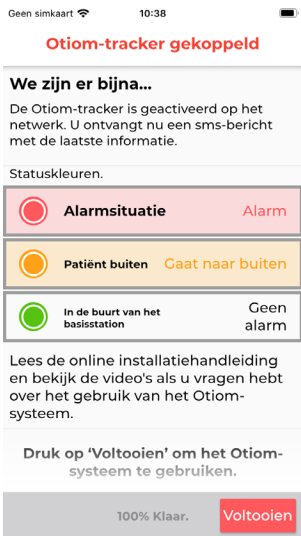 Geen simkaart 10:38
Otiom-tracker gekoppeld
We zijn er bijna...
De Otiom-tracker is geactiveerd op het
netwerk. U ontvangt nu een sms-bericht
met de laatste informatie.
Statuskleuren.
Alarmsituatie Alarm
Patiënt buiten Gaat naar buiten
In de buurt van het
basisstation
Geen
alarm
Lees de online installatiehandleiding
en bekijk de video's als u vragen hebt
over het gebruik van het Otiom-
systeem.
Druk op ‘Voltooien’ om het Otiom-
systeem te gebruiken.
100% Klaar. Voltooien